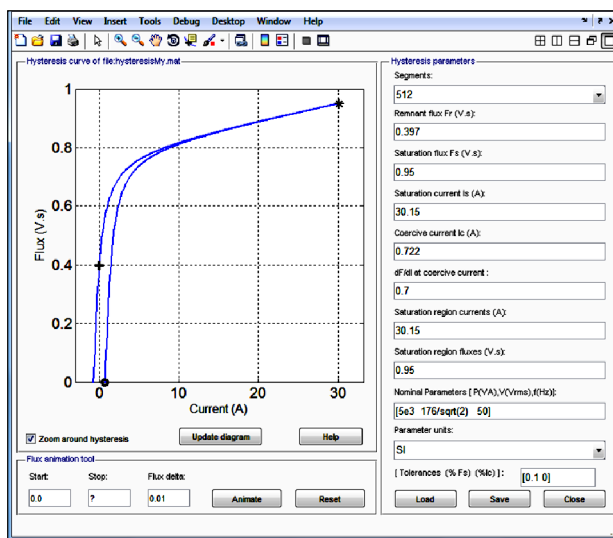 File Edit View Insert Tools Debug Desktop Window Help
Hysteresis curve of file:hysteresisMy.mat
1
0.8
0.6
0.4
0.2
0
Flux (V.s)
0 10 20 30
Current (A)
Zoom around hysteresis
Update diagram
Help
Flux animation tool
Start: Stop: Flux delta:
0.0 ? 0.01 Animate Reset
Hysteresis parameters
Segments:
512
Remnant flux Fr (V.s):
0.397
Saturation flux Fs (V.s):
0.95
Saturation current Is (A):
30.15
Coercive current Ic (A):
0.722
dF/dI at coercive current :
0.7
Saturation region currents (A):
30.15
Saturation region fluxes (V.s):
0.95
Nominal Parameters [ P(VA),V(Vrms),f(Hz)]:
[5e3 176/sqrt(2) 50]
Parameter units:
SI
[ Tolerances (% Fs) (%Ic) ] :
[0.1 0]
Load Save Close